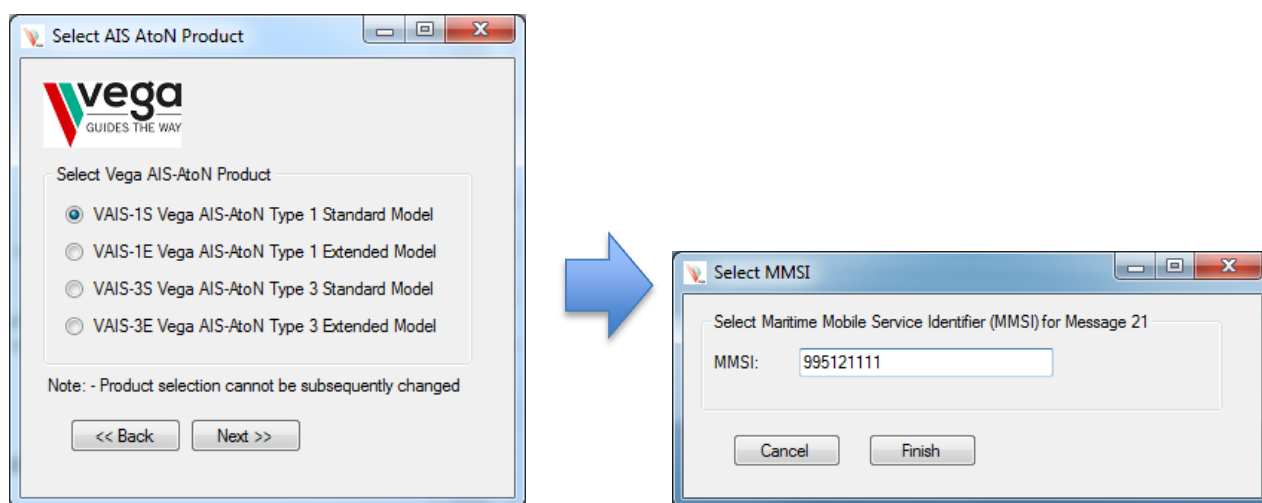 Select AIS AtoN Product
vega
GUIDES THE WAY
Select Vega AIS-AtoN Product
VAIS-1S Vega AIS-AtoN Type 1 Standard Model
VAIS-1E Vega AIS-AtoN Type 1 Extended Model
VAIS-3S Vega AIS-AtoN Type 3 Standard Model
VAIS-3E Vega AIS-AtoN Type 3 Extended Model
Note: - Product selection cannot be subsequently changed
<< Back
Next >>
Select MMSI
Select Maritime Mobile Service Identifier (MMSI) for Message 21
MMSI:
995121111
Cancel
Finish